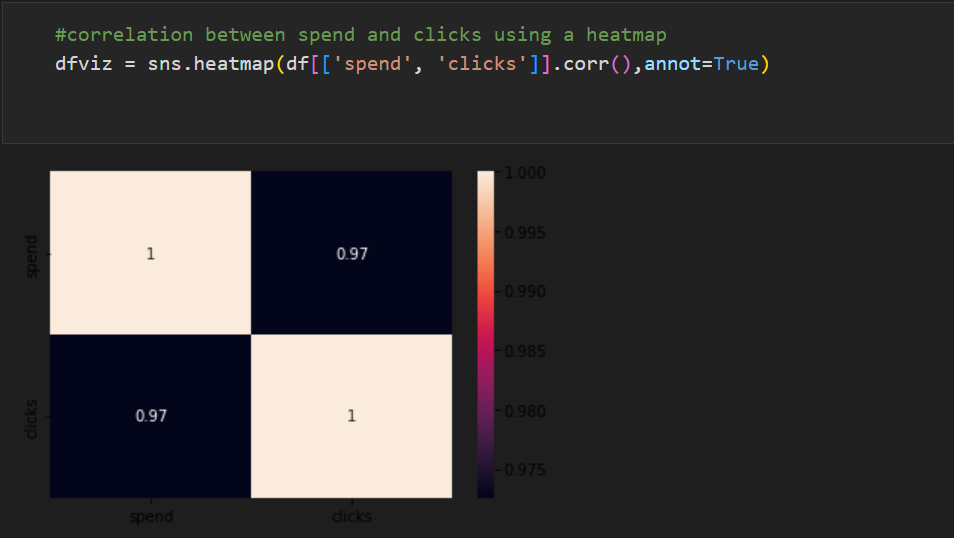 #correlation between spend and clicks using a heatmap
dfviz = sns.heatmap(df[['spend', 'clicks']].corr(),annot=True)
1.000
spend
1
0.97
0.995
0.990
0.985
clicks
0.97
1
0.980
0.975
spend
clicks